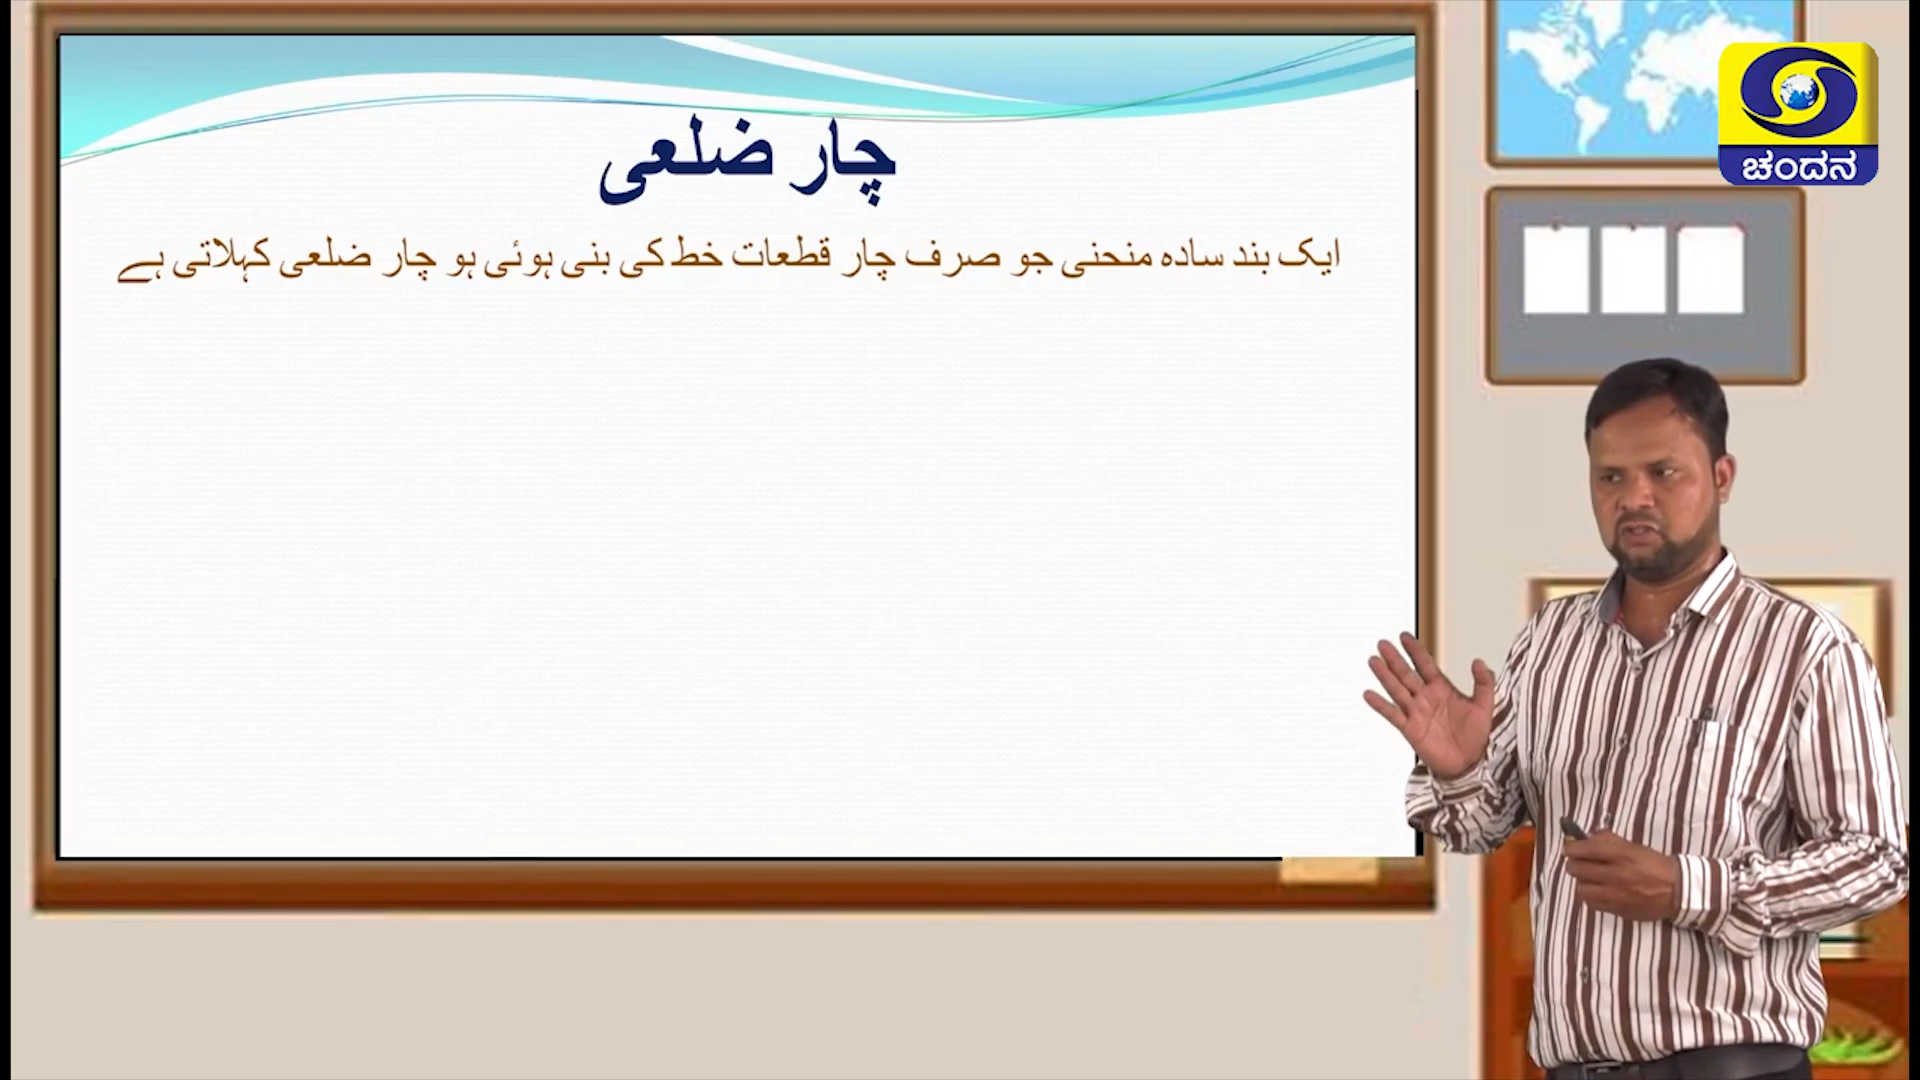 چار ضلعی
ایک بند سادہ منحنی جو صرف چار قطعات خط کی بنی ہوئی ہو چار ضلعی کہلاتی ہے
ಚಂದನ